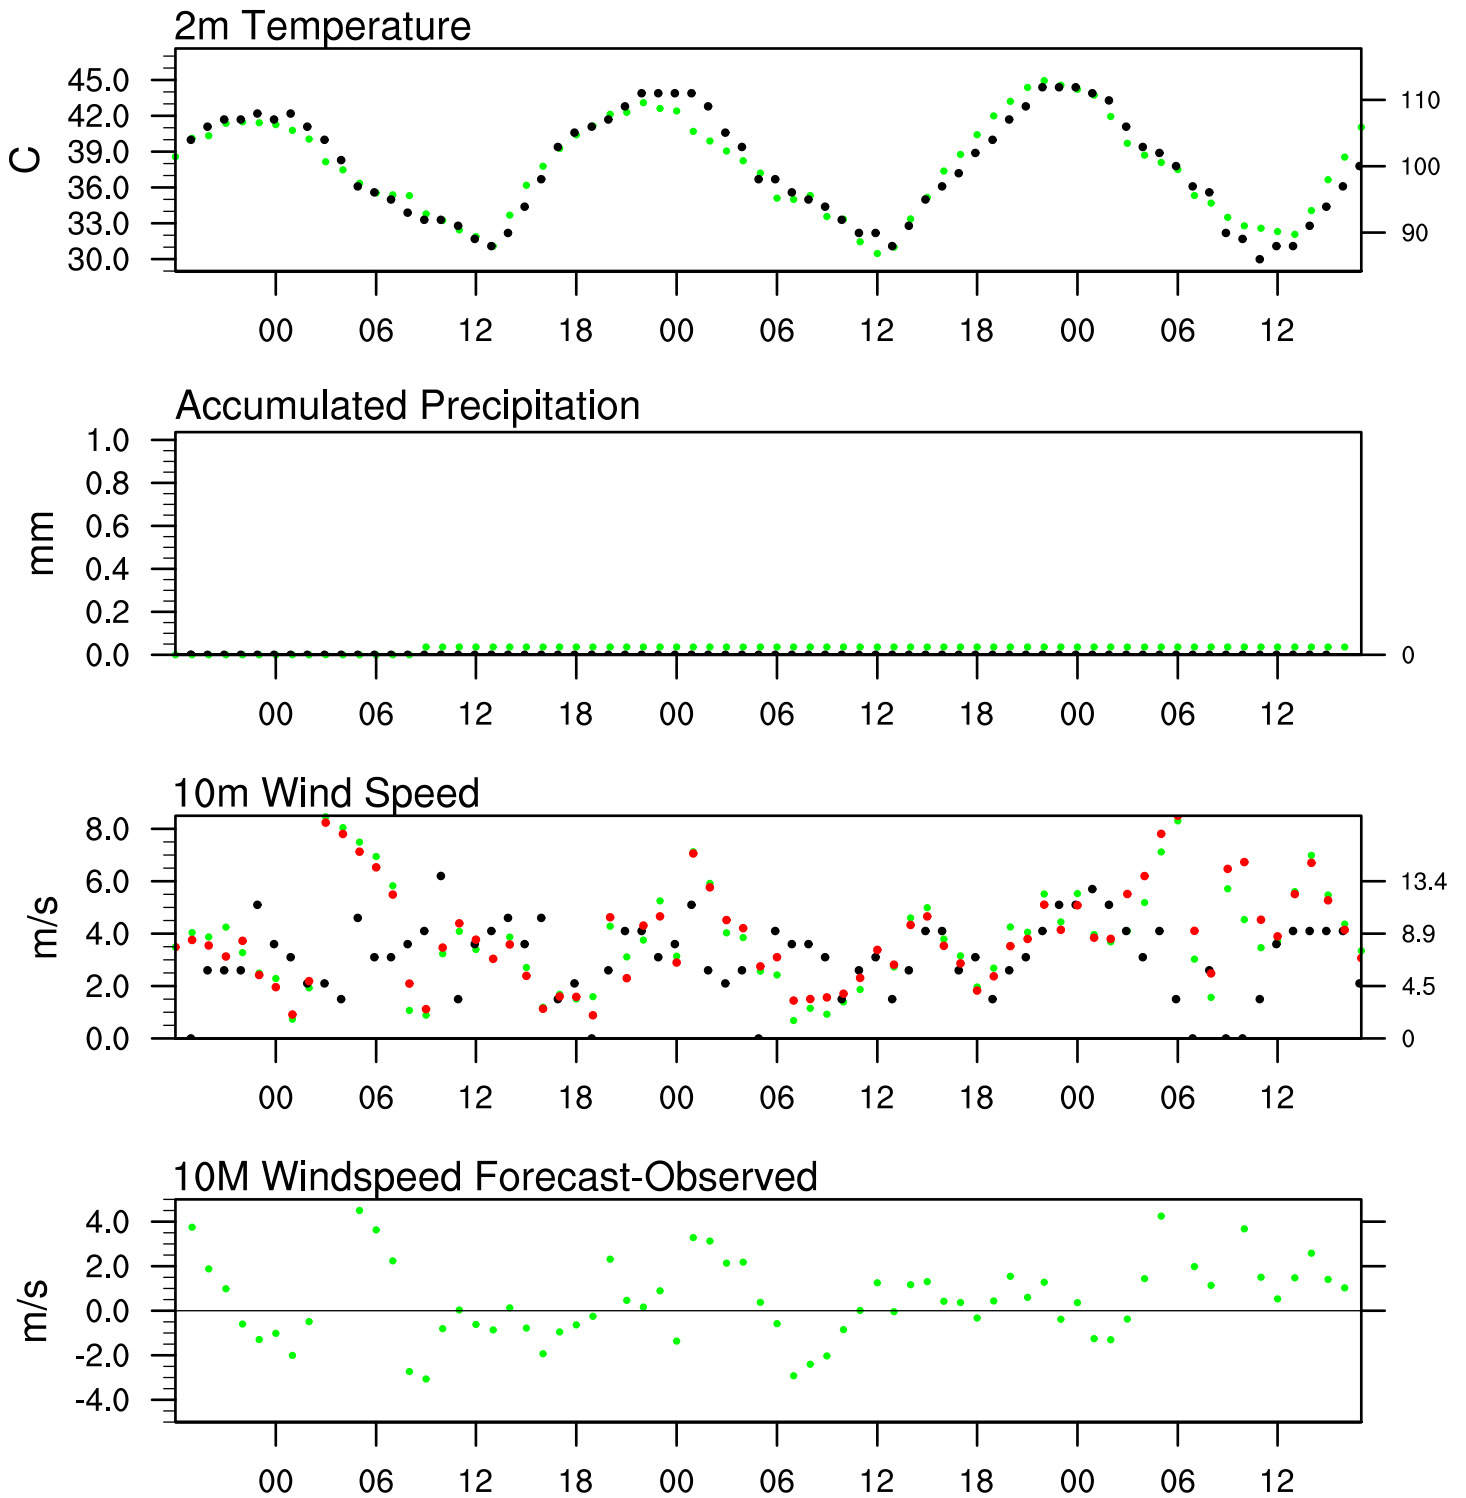 2m Temperature
45.0
42.0
39.0
36.0
33.0
30.0
C
110
100
90
00 06 12 18 00 06 12 18 00 06 12
Accumulated Precipitation
1.0
0.8
0.6
0.4
0.2
0.0
mm
0
00 06 12 18 00 06 12 18 00 06 12
10m Wind Speed
8.0
6.0
4.0
2.0
0.0
m/s
13.4
8.9
4.5
0
00 06 12 18 00 06 12 18 00 06 12
10M Windspeed Forecast-Observed
4.0
2.0
0.0
-2.0
-4.0
m/s
00 06 12 18 00 06 12 18 00 06 12